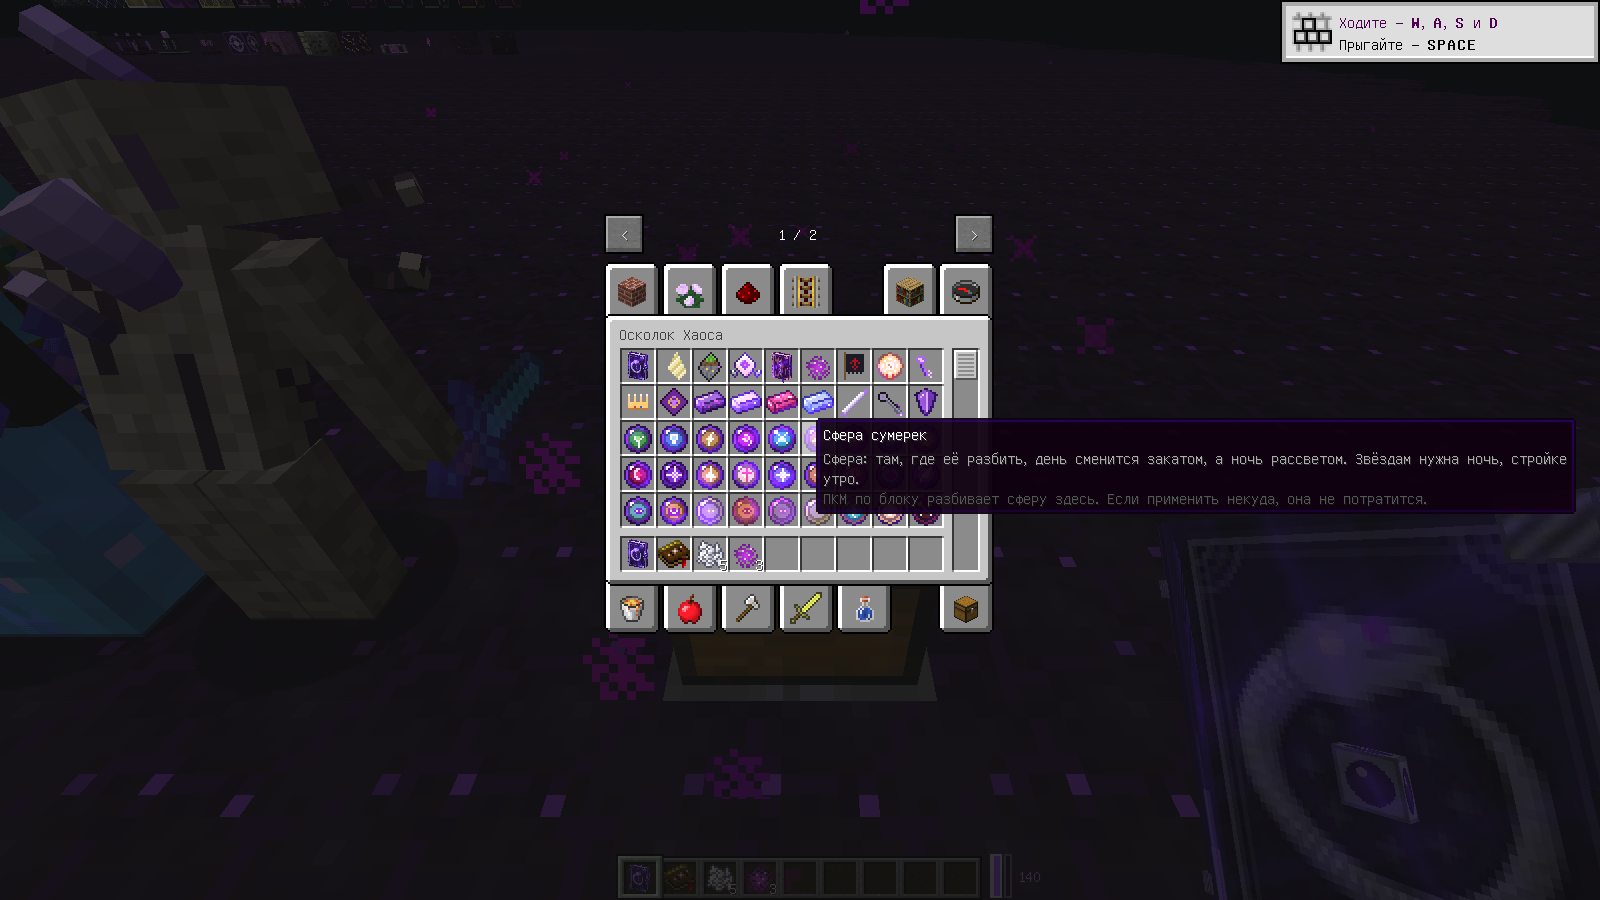 Ходите – W, A, S и D
Прыгайте – SPACE
1 / 2
Осколок Хаоса
Сфера сумерек
Сфера: там, где её разбить, день сменится закатом, а ночь рассветом. Звёздам нужна ночь, стройке
утро.
ПКМ по блоку разбивает сферу здесь. Если применить некуда, она не потратится.
5
3
5
3
140